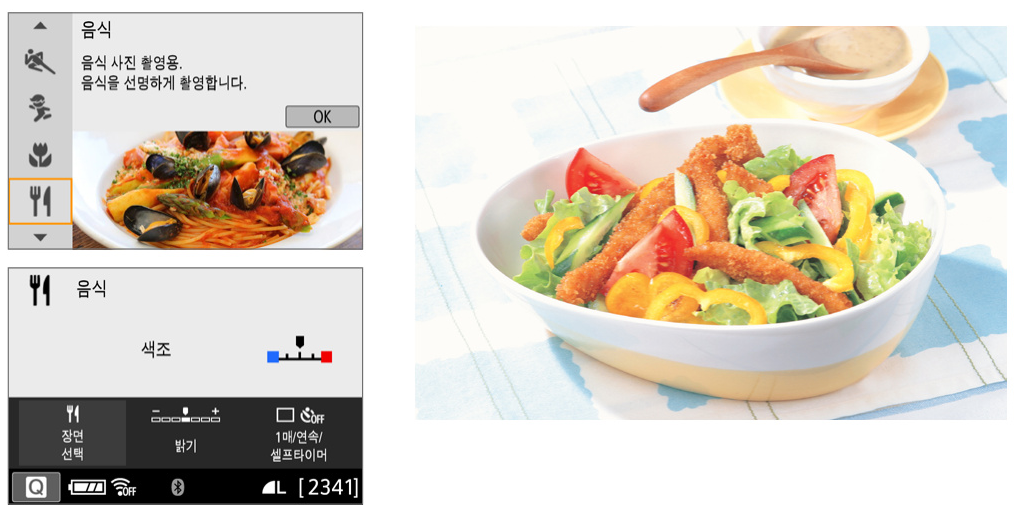 음식
음식 사진 촬영용.
음식을 선명하게 촬영합니다.
OK
음식
색조
장면
선택
- +
밝기
OFF
1매/연속/
셀프타이머
Q
OFF
L [2341]